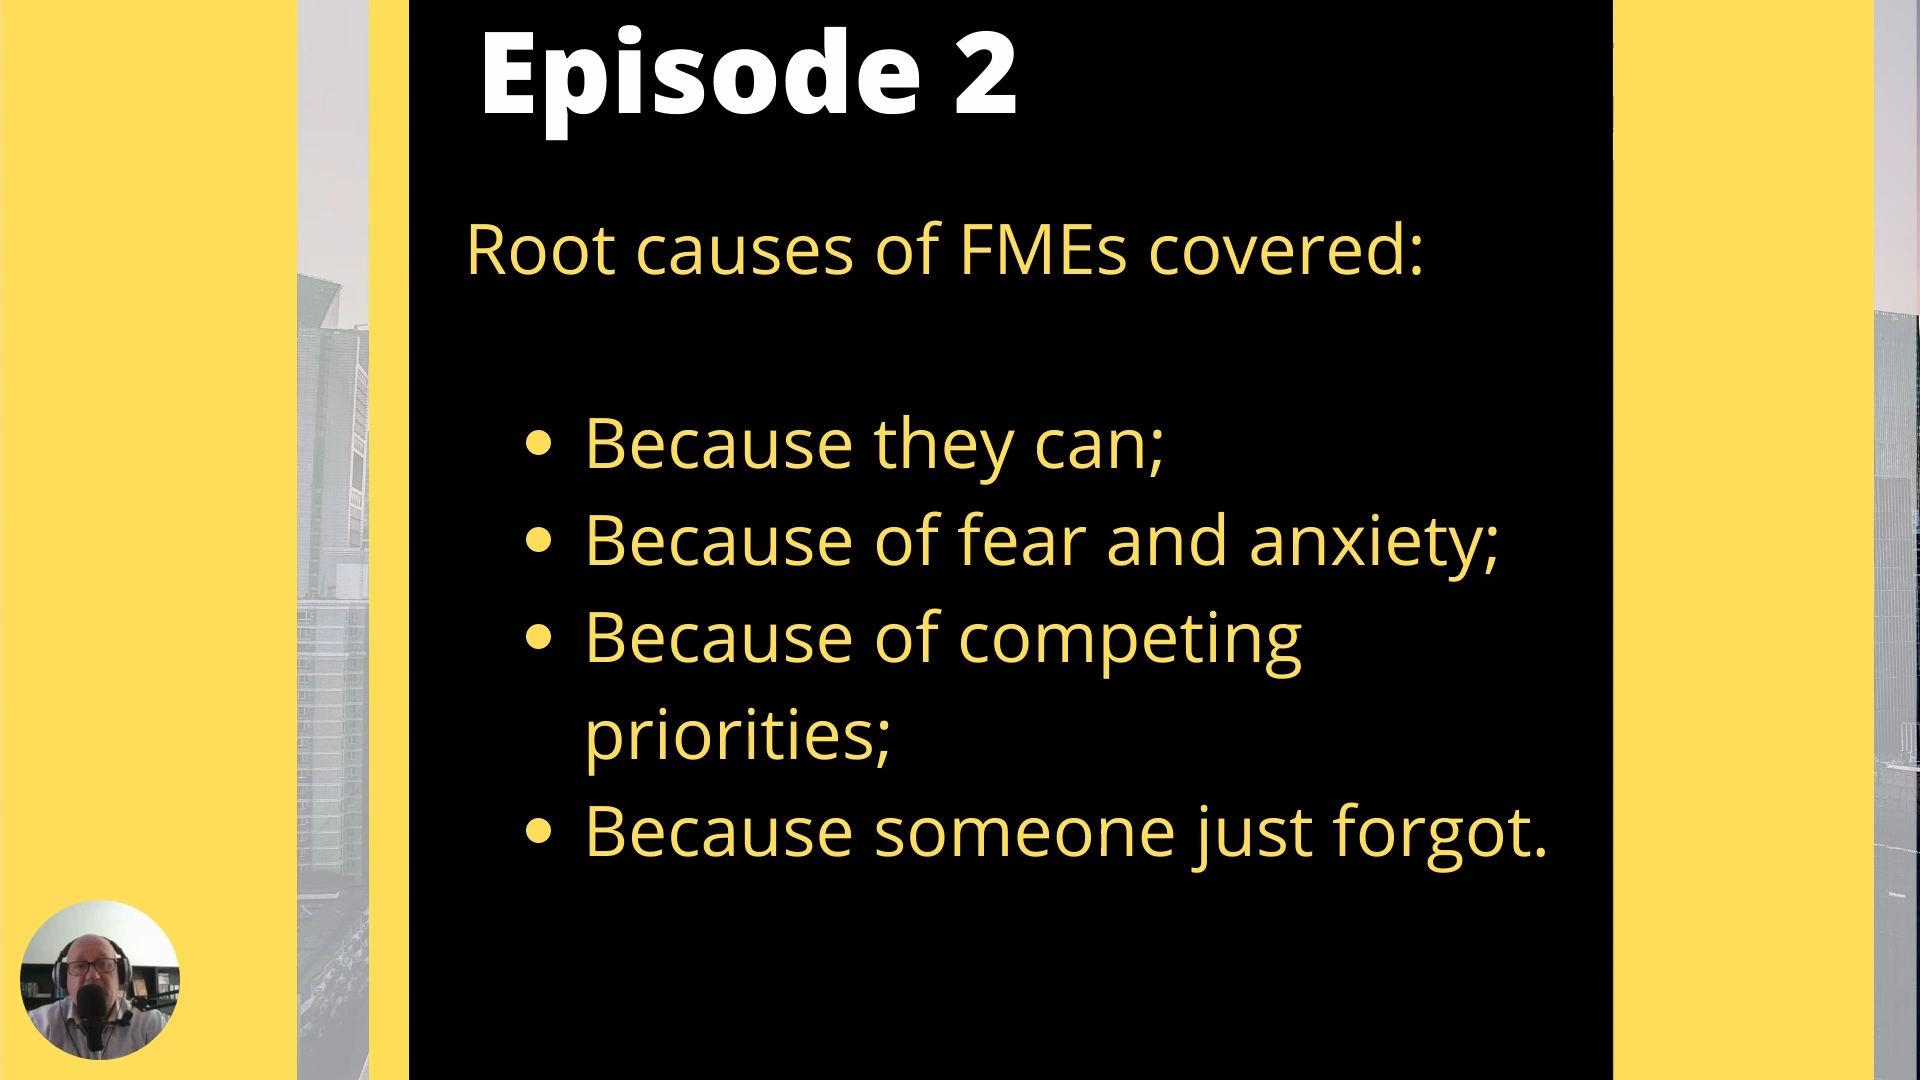 Episode 2
Root causes of FMEs covered:
Because they can;
Because of fear and anxiety;
Because of competing
priorities;
Because someone just forgot.